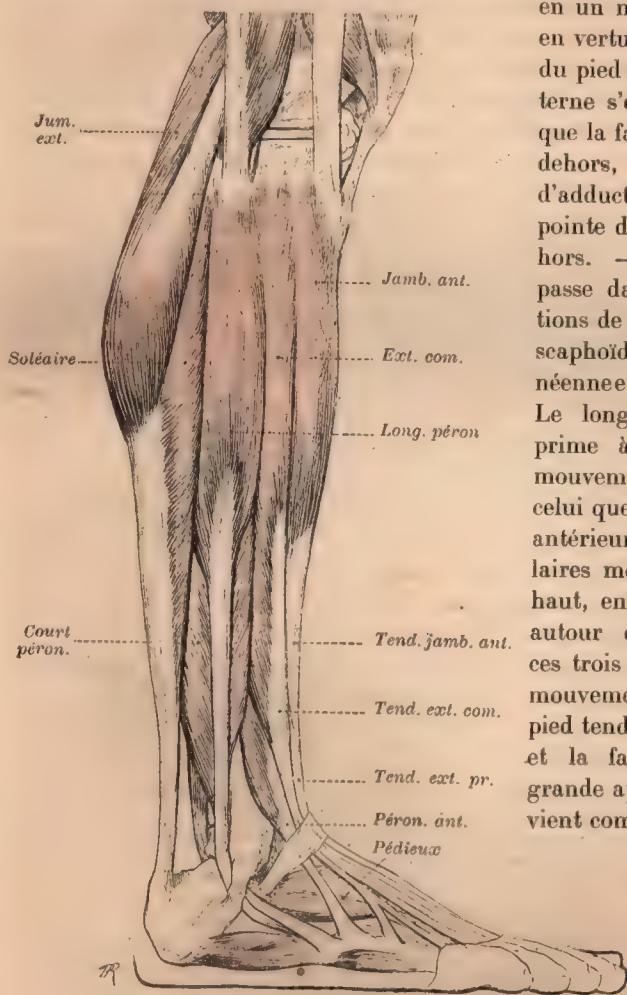 Jum.
ext.
Soléaire
Court
péron.
Jamb. ant.
Ext. com.
Long. péron
Tend. jamb. ant.
Tend. ext. com.
Tend. ext. pr.
Péron. ant.
Pédieux
en un m
en vertu
du pied
terne s'e
que la fa
dehors,
d'adduct
pointe d
hors. —
passe da
tions de
scaphoïd
néenne e
Le long
prime à
mouvem
celui que
antérieur
laires mo
haut, en
autour
ces trois
mouveme
pied tend
et la fa
grande a
vient com